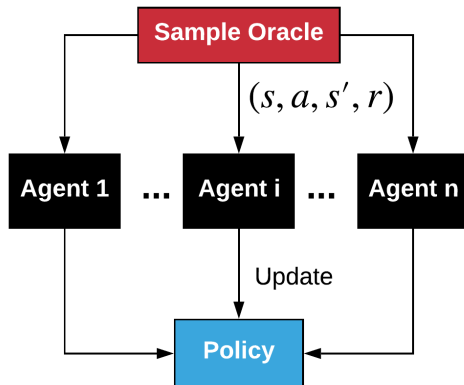 Sample Oracle
(s, a, s′, r)
Agent 1 ... Agent i ... Agent n
Update
Policy